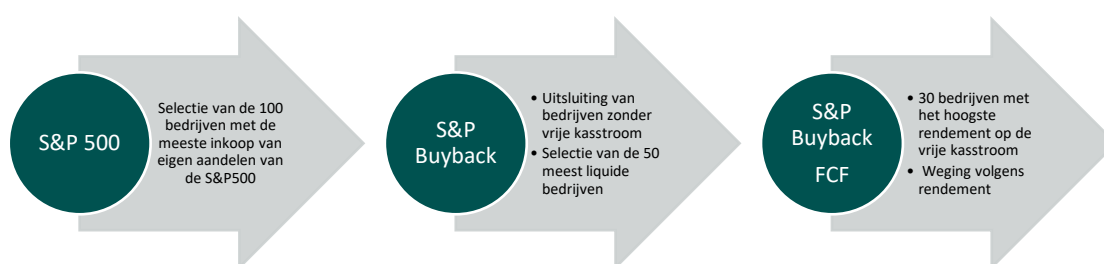 S&P 500
Selectie van de 100
bedrijven met de
meeste inkoop van
eigen aandelen van
de S&P500
S&P
Buyback
• Uitsluiting van
bedrijven zonder
vrije kasstroom
• Selectie van de 50
meest liquide
bedrijven
S&P
Buyback
FCF
• 30 bedrijven met
het hoogste
rendement op de
vrije kasstroom
• Weging volgens
rendement